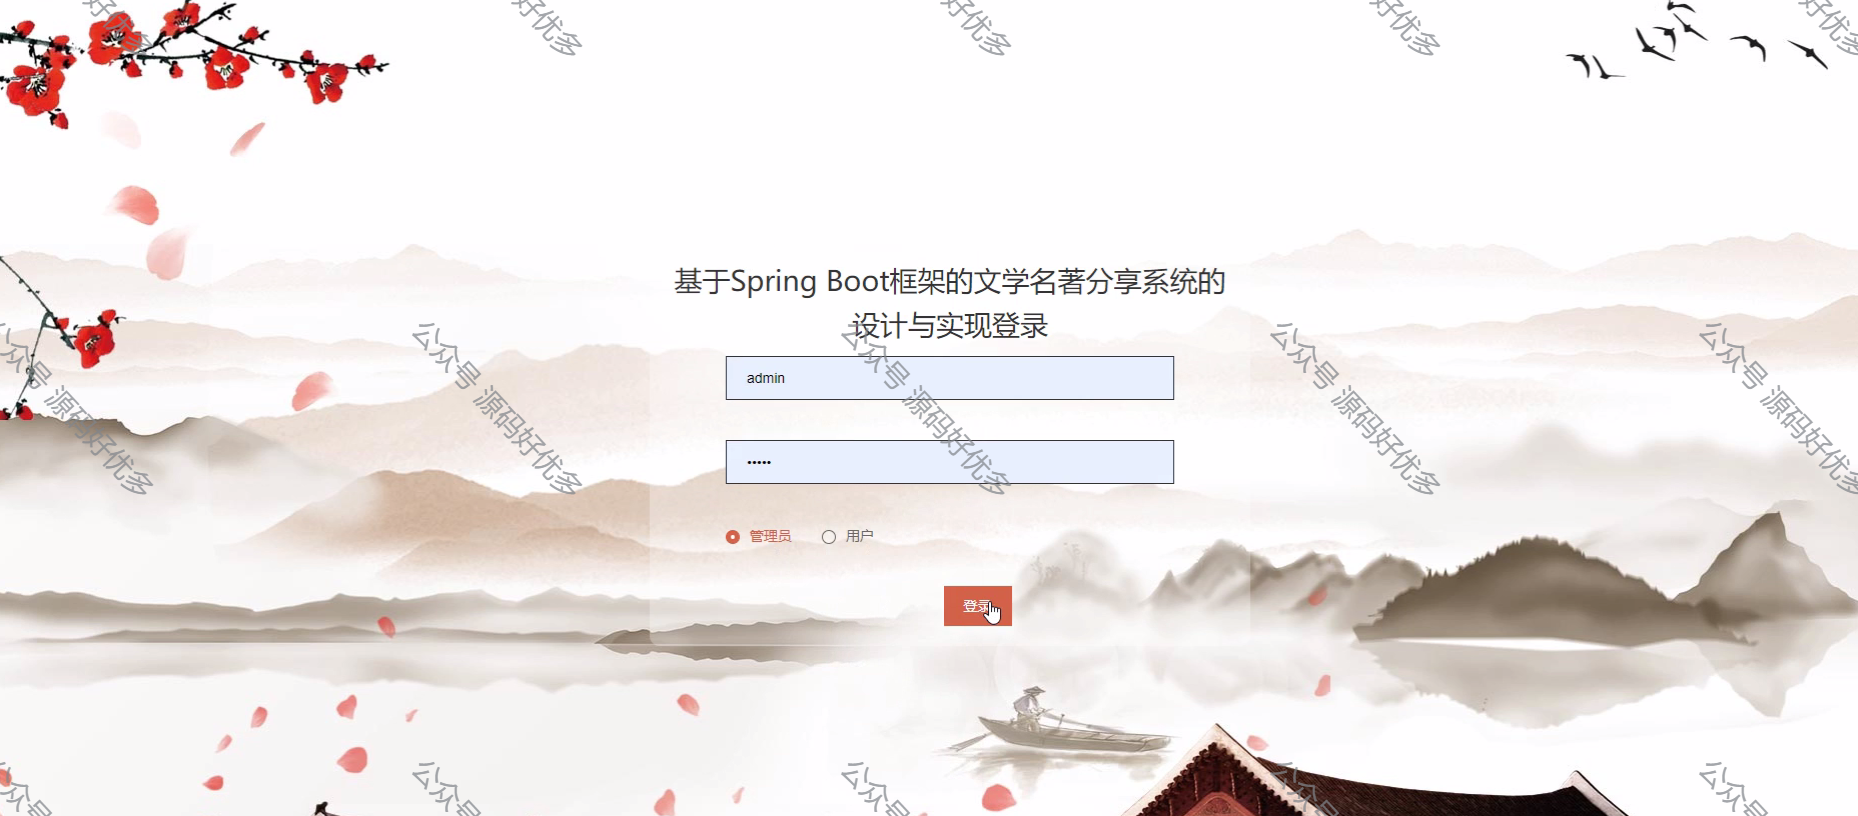 基于Spring Boot框架的文学名著分享系统的
设计与实现登录
admin
•••••
管理员 用户
登录
公众号 源码好优多